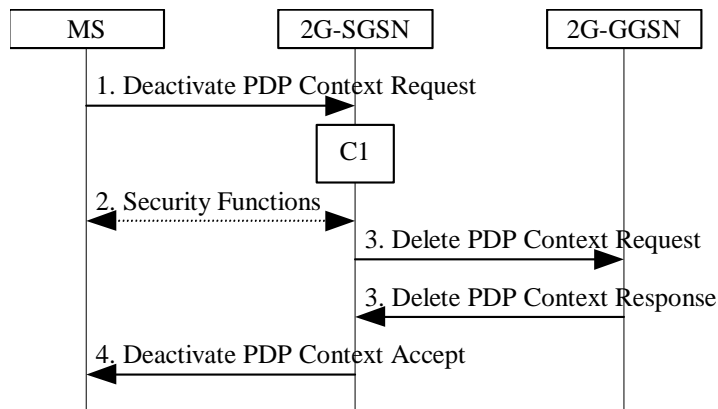 MS
2G-SGSN
2G-GGSN
1. Deactivate PDP Context Request
C1
2. Security Functions
3. Delete PDP Context Request
3. Delete PDP Context Response
4. Deactivate PDP Context Accept